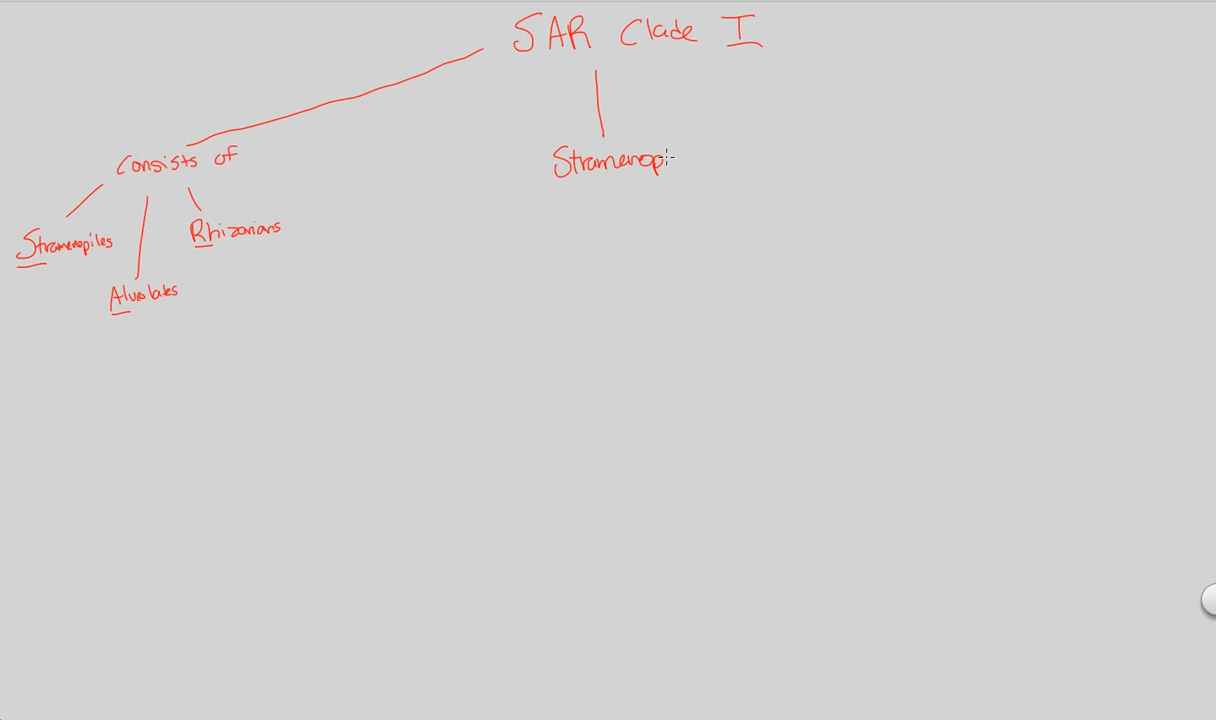 SAR Clade I
Consists of
Stramenop
Stramenopiles
Rhizarians
Alveolates